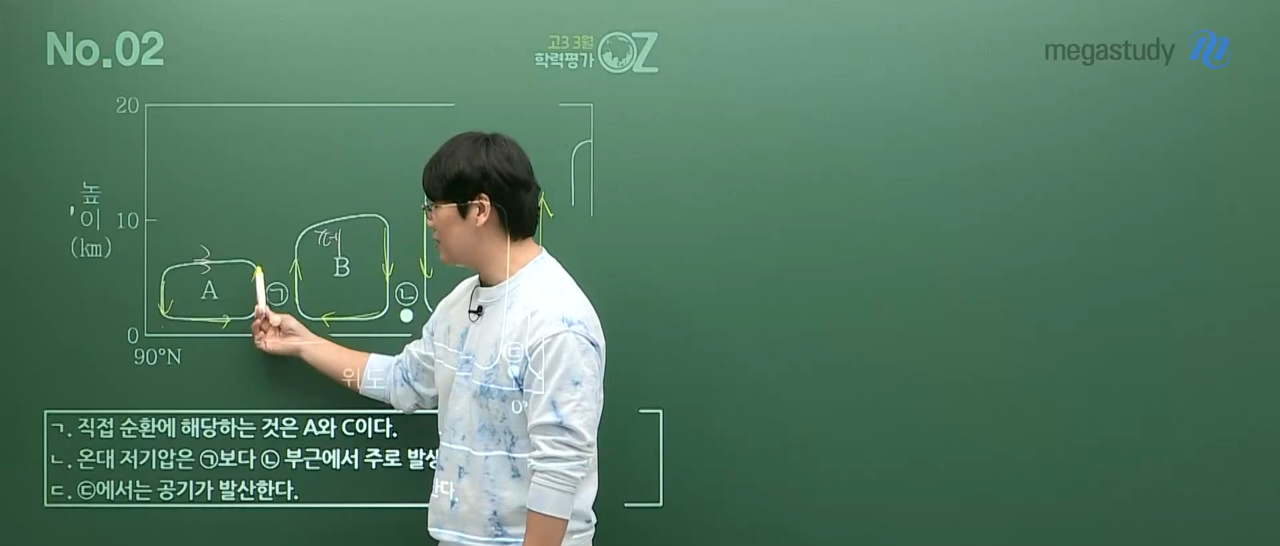 No.02
고3 3월
학력평가 OZ
megastudy
20
높이
(km)
10
0
A
㉠
페
B
㉡
90°N
위도
0°
ㄱ. 직접 순환에 해당하는 것은 A와 C이다.
ㄴ. 온대 저기압은 ㉠보다 ㉡ 부근에서 주로 발생
한다.
ㄷ. ㉢에서는 공기가 발산한다.